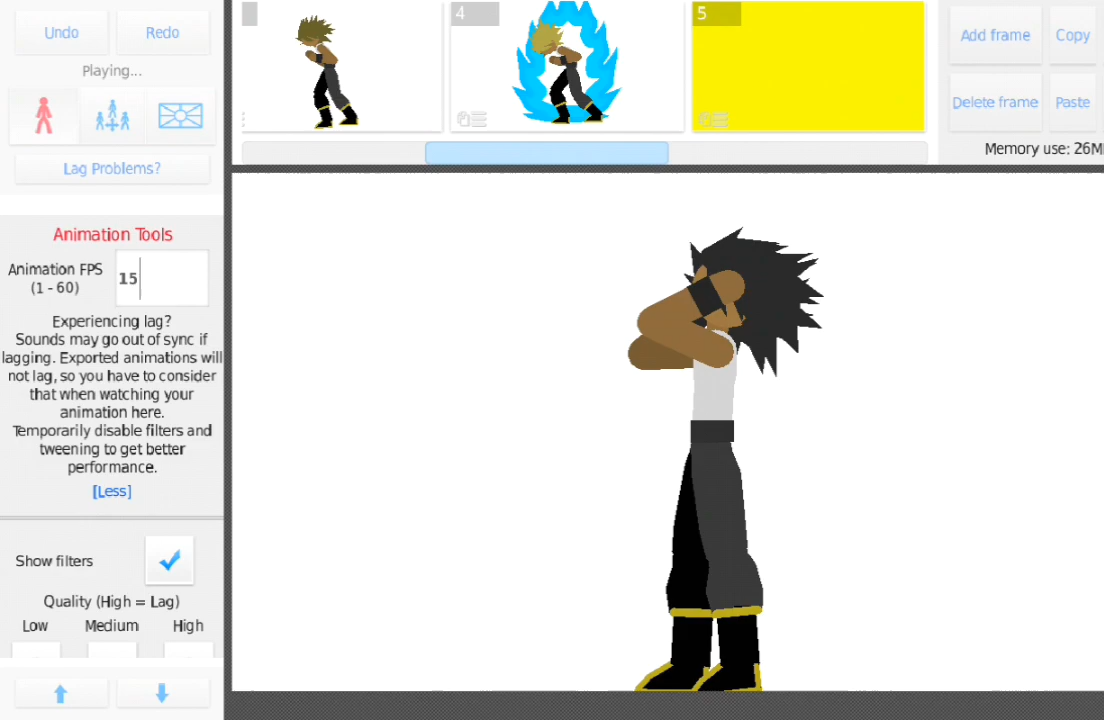 Undo
Redo
Playing...
Lag Problems?
Animation Tools
Animation FPS
(1 - 60)
15
Experiencing lag?
Sounds may go out of sync if
lagging. Exported animations will
not lag, so you have to consider
that when watching your
animation here.
Temporarily disable filters and
tweening to get better
performance.
[Less]
Show filters
Quality (High = Lag)
Low
Medium
High
4
5
Add frame
Copy
Delete frame
Paste
Memory use: 26M